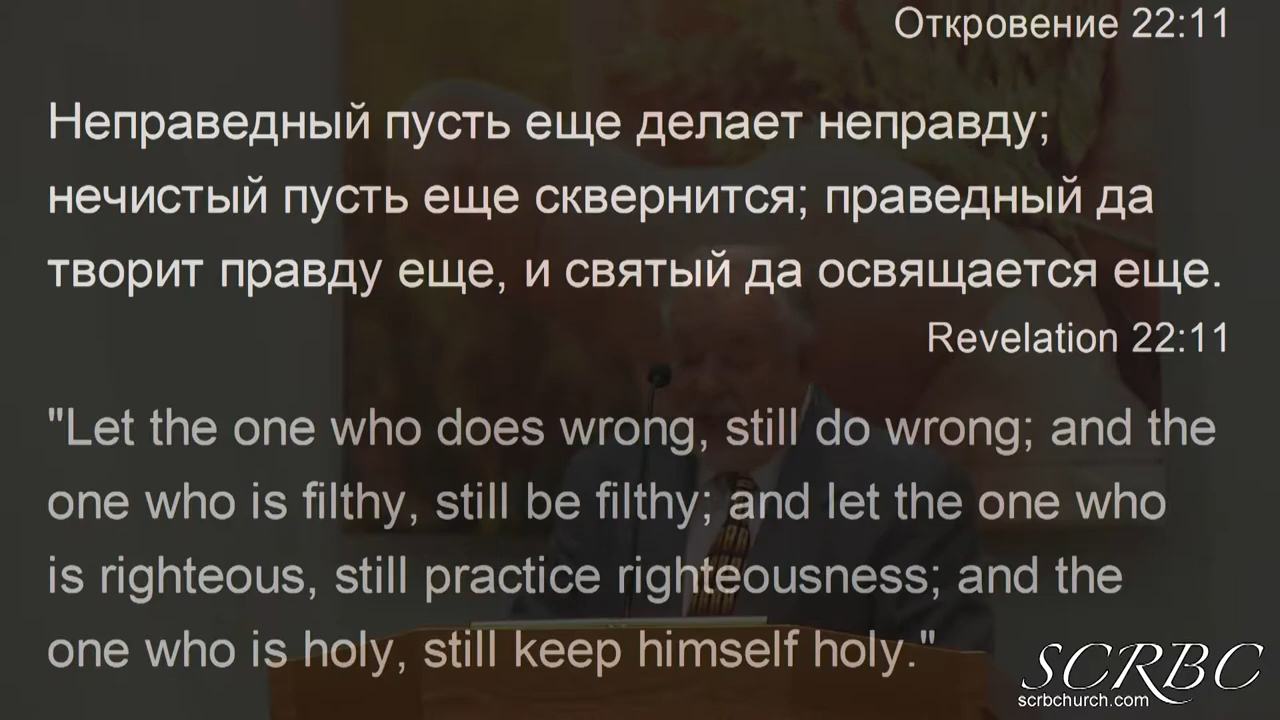 Откровение 22:11
Неправедный пусть еще делает неправду;
нечистый пусть еще сквернится; праведный да
творит правду еще, и святый да освящается еще.
Revelation 22:11
"Let the one who does wrong, still do wrong; and the
one who is filthy, still be filthy; and let the one who
is righteous, still practice righteousness; and the
one who is holy, still keep himself holy."
SCRBC
scrbchurch.com